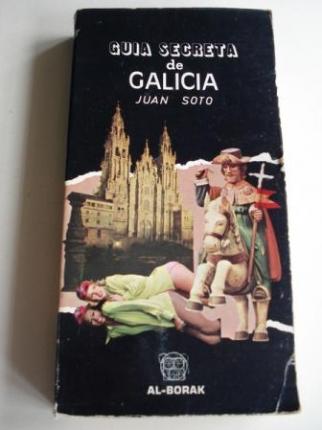 GUIA SECRETA
de
GALICIA
JUAN SOTO
AL-BORAK